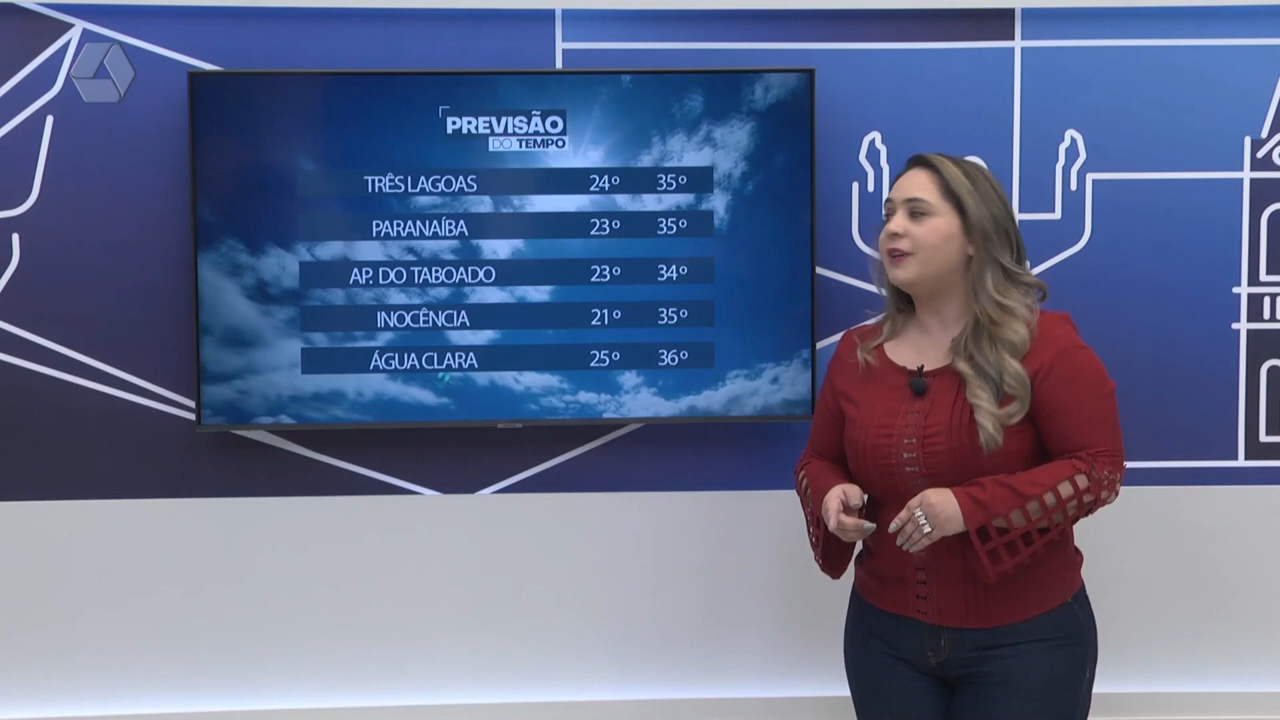 PREVISÃO
DO TEMPO
TRÊS LAGOAS 24º 35º
PARANAÍBA 23º 35º
AP. DO TABOADO 23º 34º
INOCÊNCIA 21º 35º
ÁGUA CLARA 25º 36º